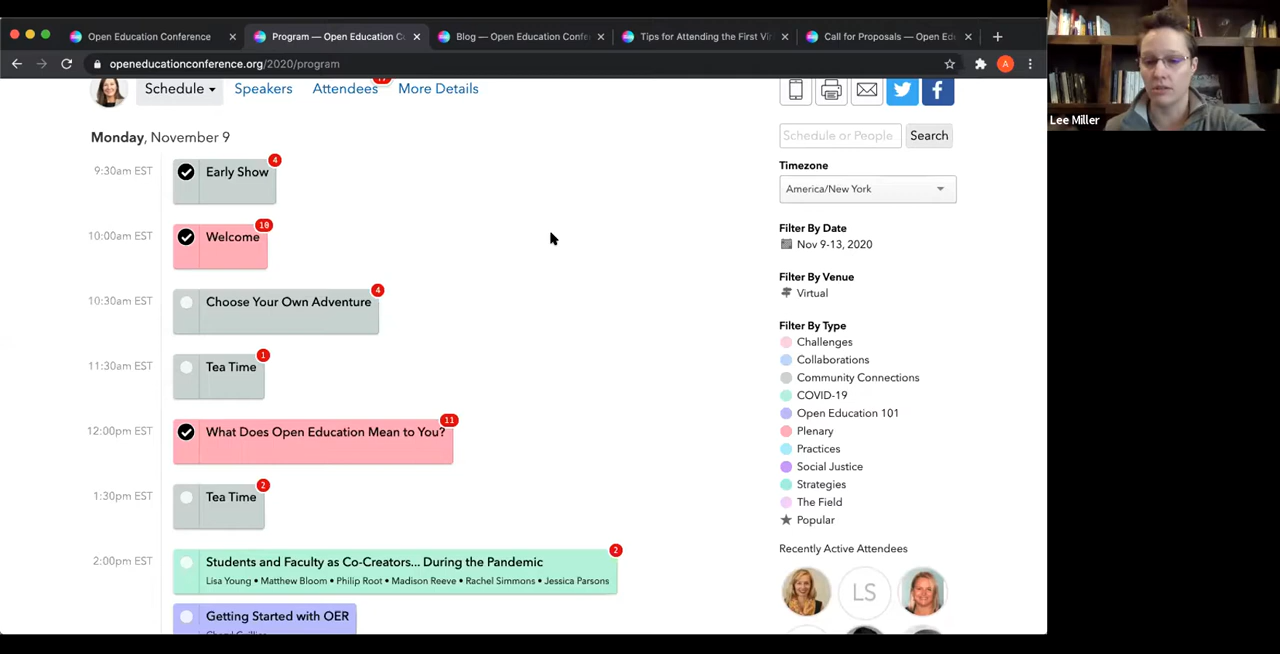 Open Education Conference
Program — Open Education C
Blog — Open Education Confe
Tips for Attending the First Vi
Call for Proposals — Open Ed
openeducationconference.org/2020/program
A
Schedule
Speakers
Attendees
More Details
Monday, November 9
9:30am EST
Early Show
4
10:00am EST
Welcome
10
10:30am EST
Choose Your Own Adventure
4
11:30am EST
Tea Time
1
12:00pm EST
What Does Open Education Mean to You?
11
1:30pm EST
Tea Time
2
2:00pm EST
Students and Faculty as Co-Creators... During the Pandemic
2
Lisa Young • Matthew Bloom • Philip Root • Madison Reeve • Rachel Simmons • Jessica Parsons
Getting Started with OER
Schedule or People
Search
Timezone
America/New York
Filter By Date
Nov 9-13, 2020
Filter By Venue
Virtual
Filter By Type
Challenges
Collaborations
Community Connections
COVID-19
Open Education 101
Plenary
Practices
Social Justice
Strategies
The Field
Popular
Recently Active Attendees
LS
Lee Miller